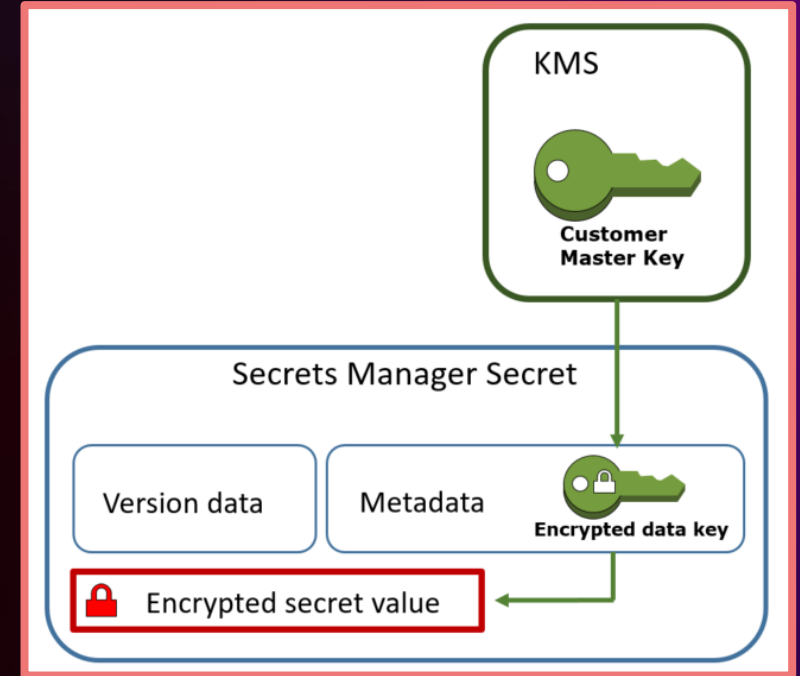 KMS
Customer
Master Key
Secrets Manager Secret
Version data
Metadata
Encrypted data key
Encrypted secret value